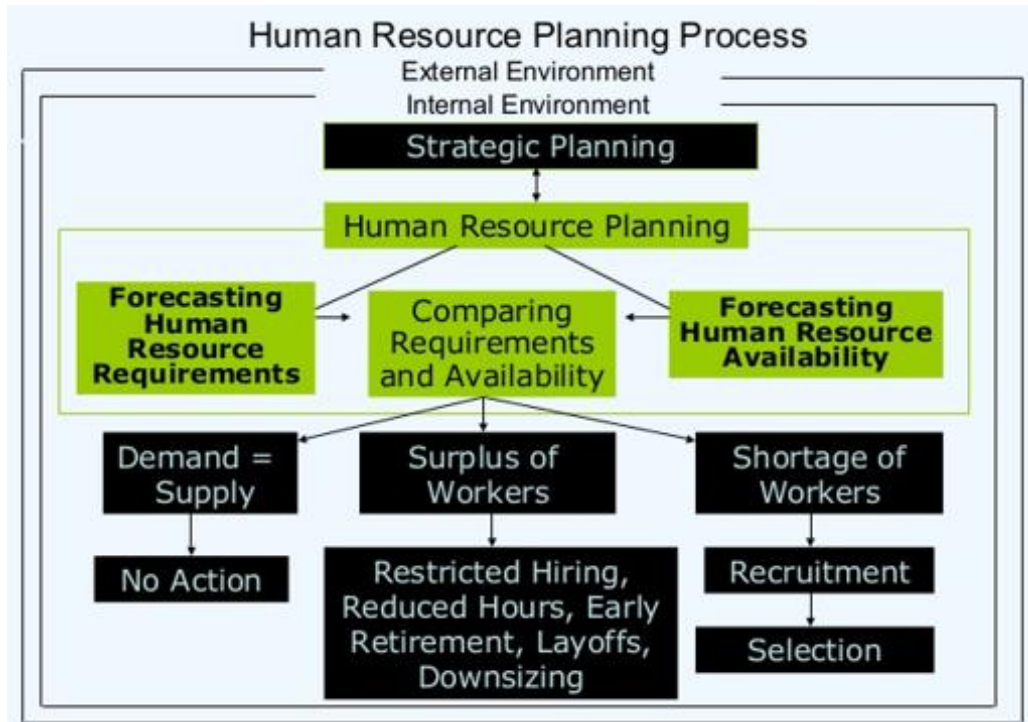 Human Resource Planning Process
External Environment
Internal Environment
Strategic Planning
Human Resource Planning
Forecasting
Human
Resource
Requirements
Comparing
Requirements
and Availability
Forecasting
Human Resource
Availability
Demand =
Supply
Surplus of
Workers
Shortage of
Workers
No Action
Restricted Hiring,
Reduced Hours, Early
Retirement, Layoffs,
Downsizing
Recruitment
Selection